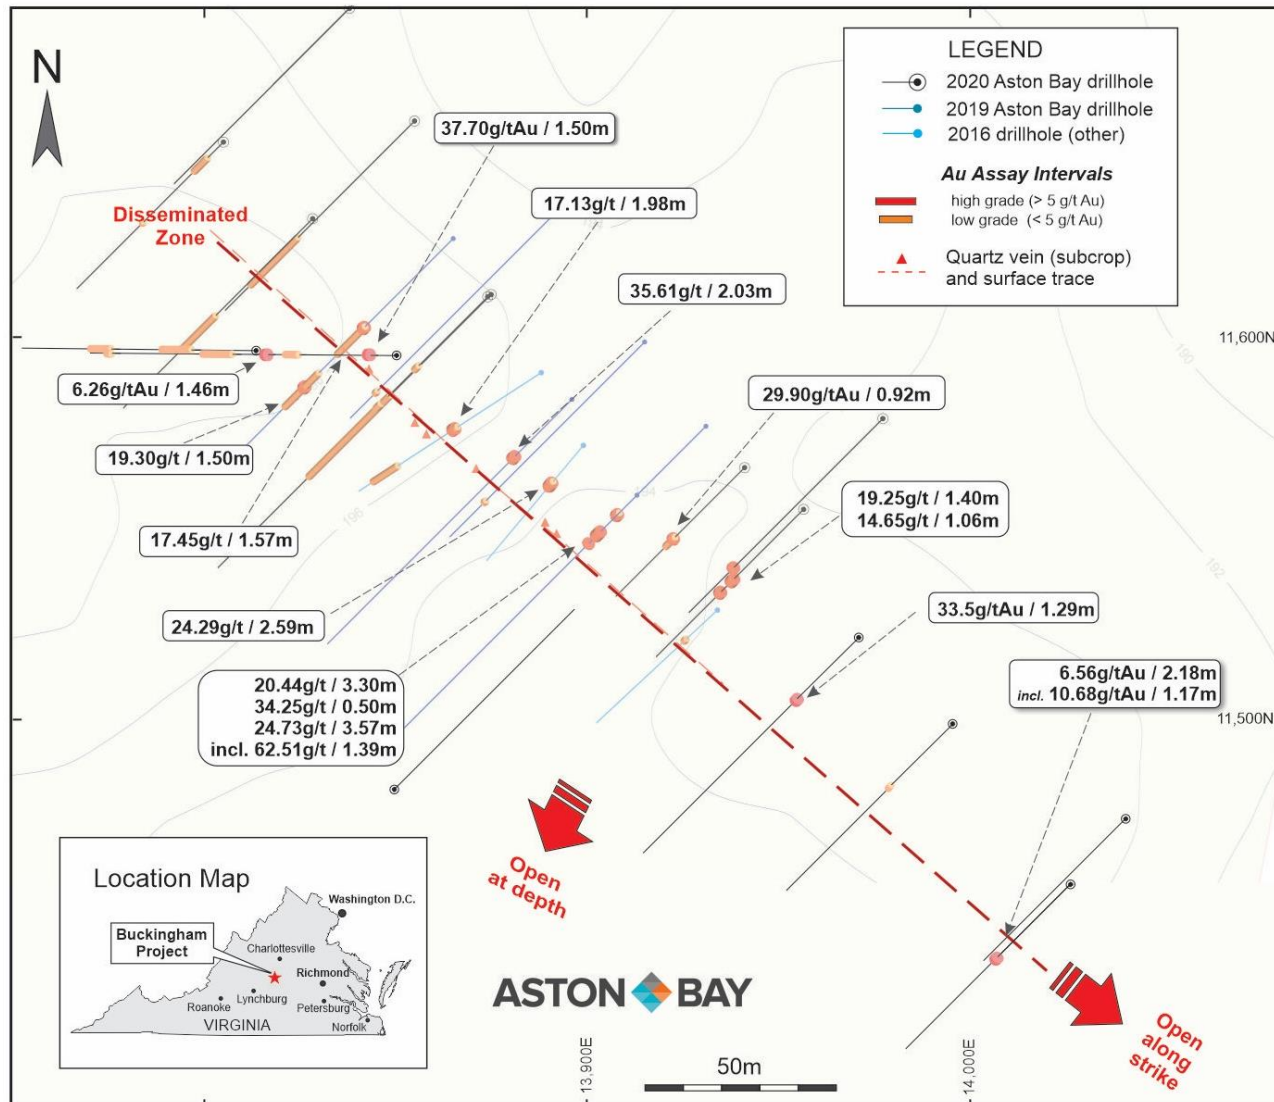 LEGEND
2020 Aston Bay drillhole
2019 Aston Bay drillhole
2016 drillhole (other)
Au Assay Intervals
high grade (> 5 g/t Au)
low grade (< 5 g/t Au)
Quartz vein (subcrop)
and surface trace
N
37.70g/tAu / 1.50m
17.13g/t / 1.98m
Disseminated
Zone
35.61g/t / 2.03m
190
11,600N
6.26g/tAu / 1.46m
29.90g/tAu / 0.92m
19.30g/t / 1.50m
194
19.25g/t / 1.40m
14.65g/t / 1.06m
196
17.45g/t / 1.57m
192
33.5g/tAu / 1.29m
24.29g/t / 2.59m
20.44g/t / 3.30m
34.25g/t / 0.50m
24.73g/t / 3.57m
incl. 62.51g/t / 1.39m
6.56g/tAu / 2.18m
incl. 10.68g/tAu / 1.17m
11,500N
Open
at depth
Location Map
Washington D.C.
Buckingham
Project
Charlottesville
Richmond
Roanoke
Lynchburg
Petersburg
VIRGINIA
Norfolk
ASTON BAY
Open
along
strike
50m
13,900E
14,000E